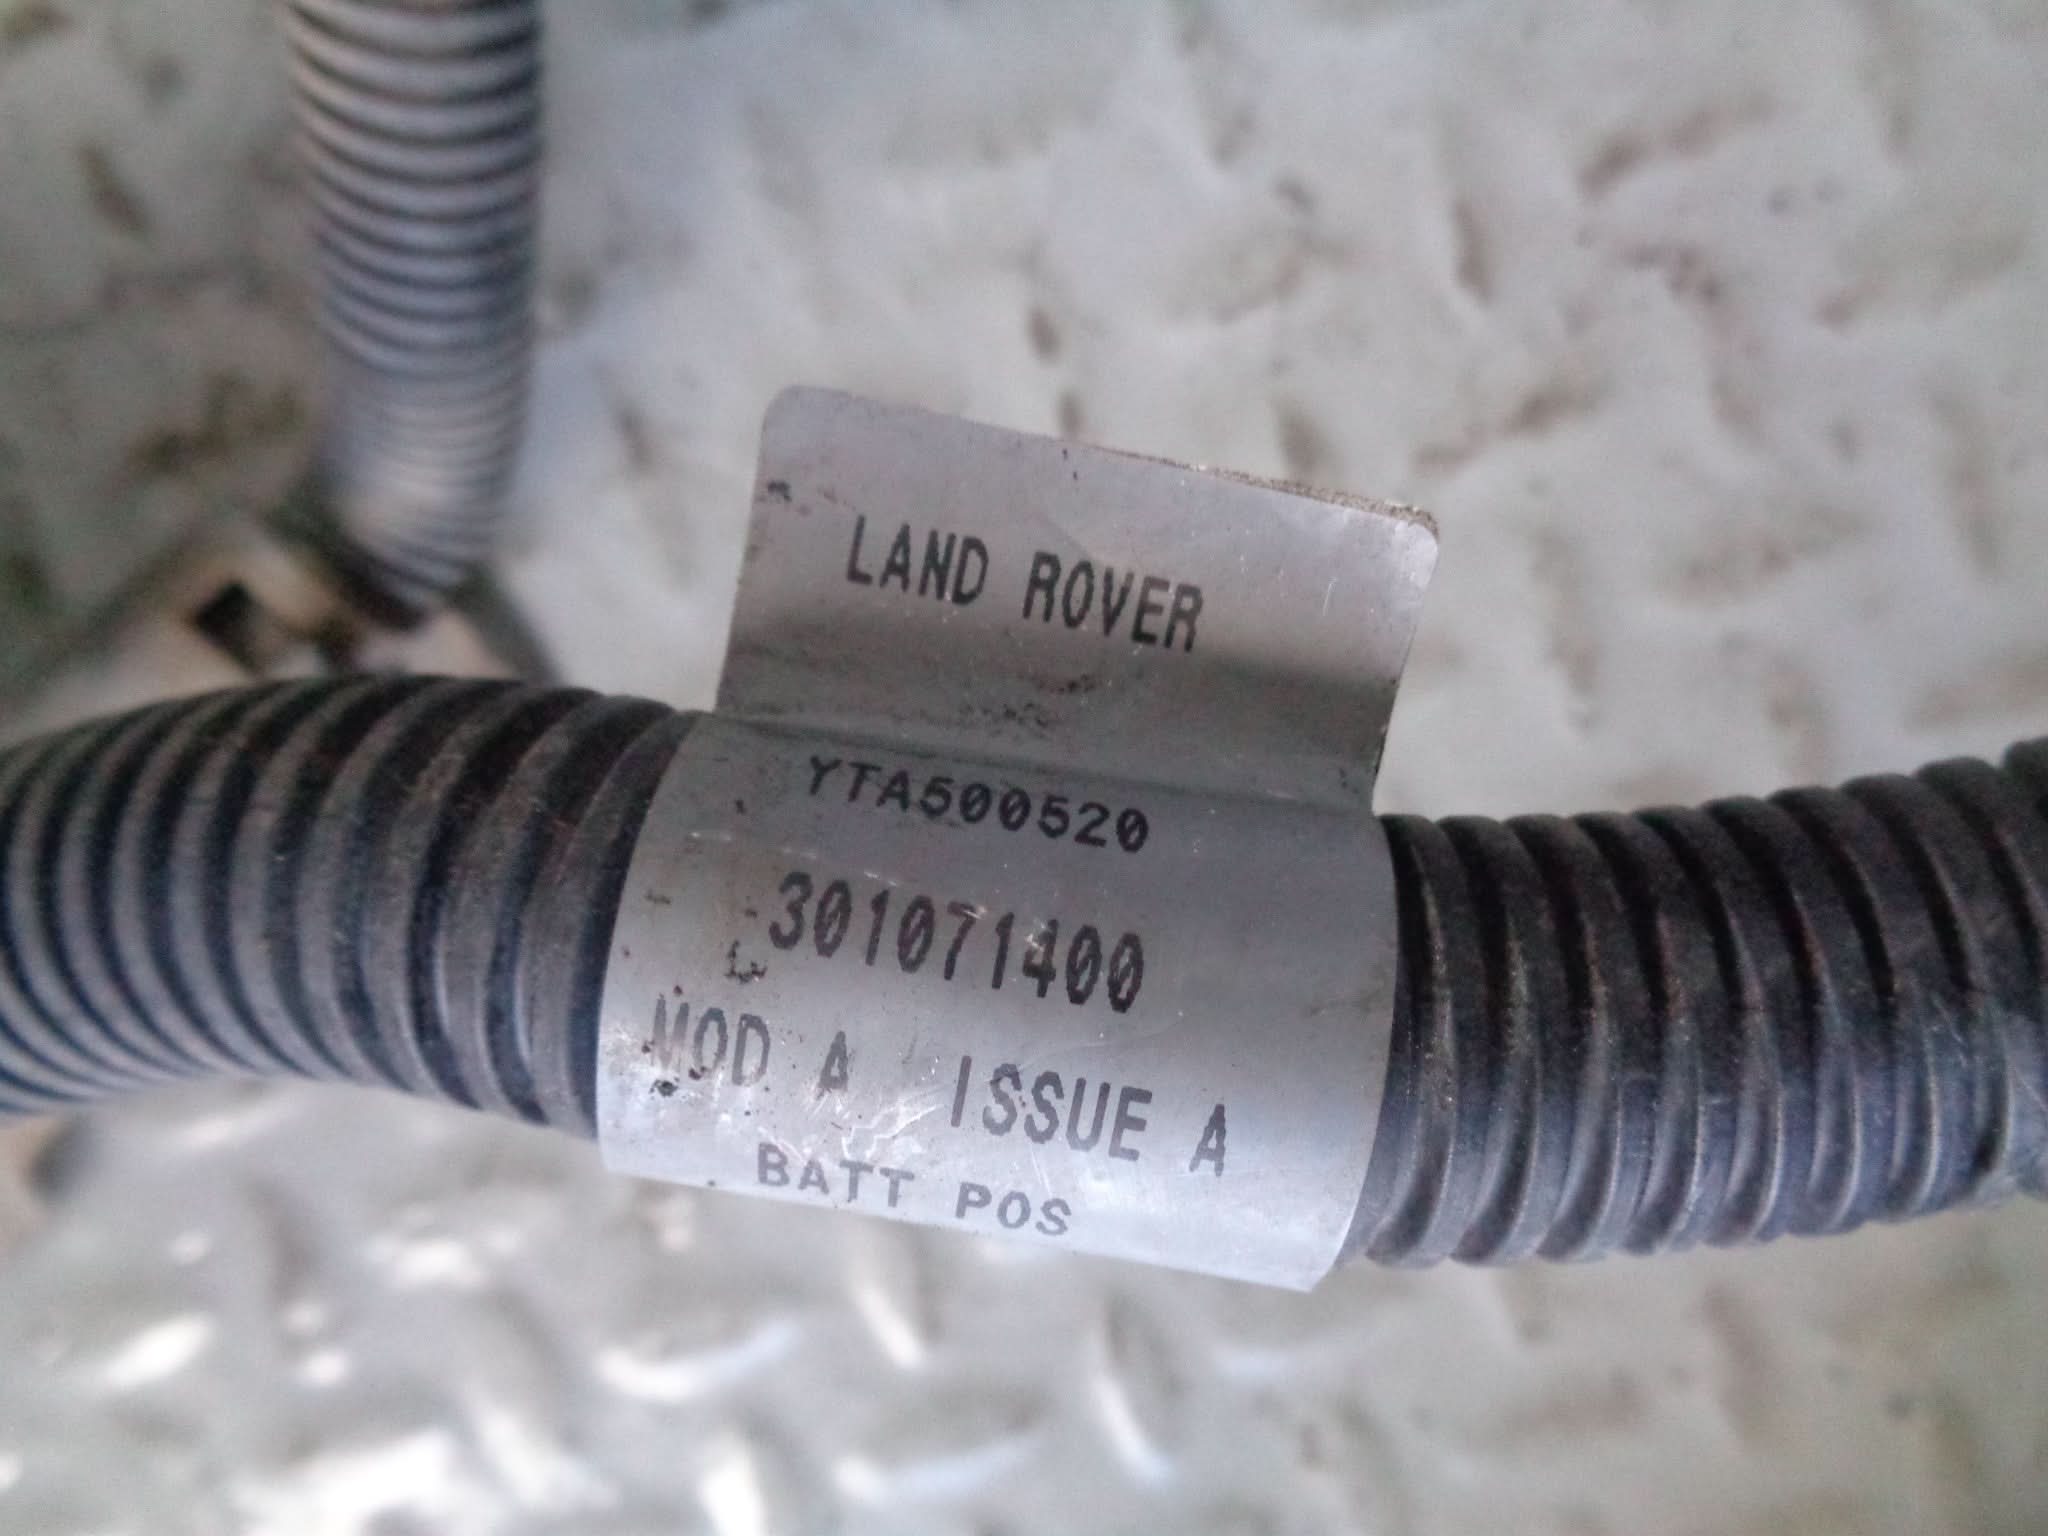 LAND ROVER
YTA500520
301071400
MOD A ISSUE A
BATT POS